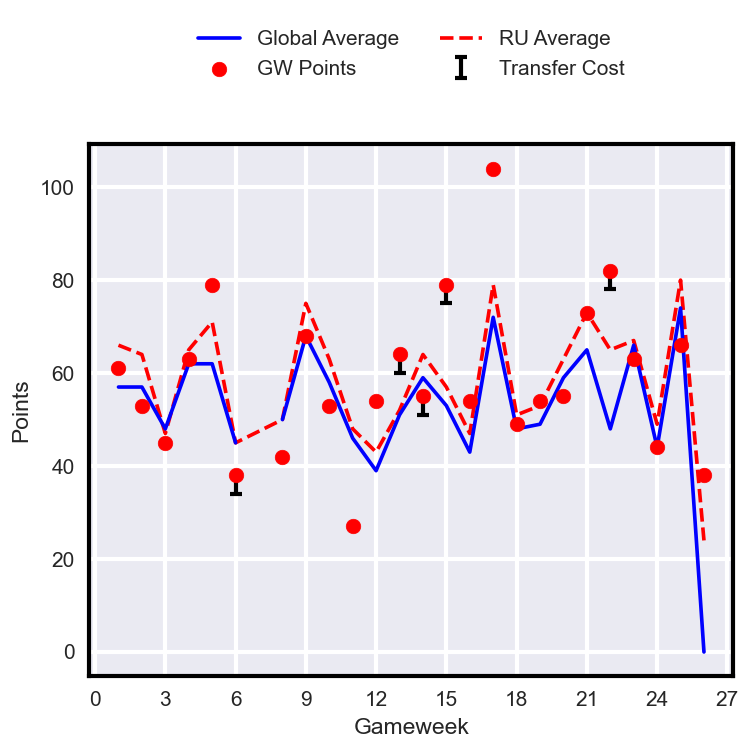 Global Average
RU Average
GW Points
Transfer Cost
100
80
60
40
20
0
Points
0 3 6 9 12 15 18 21 24 27
Gameweek